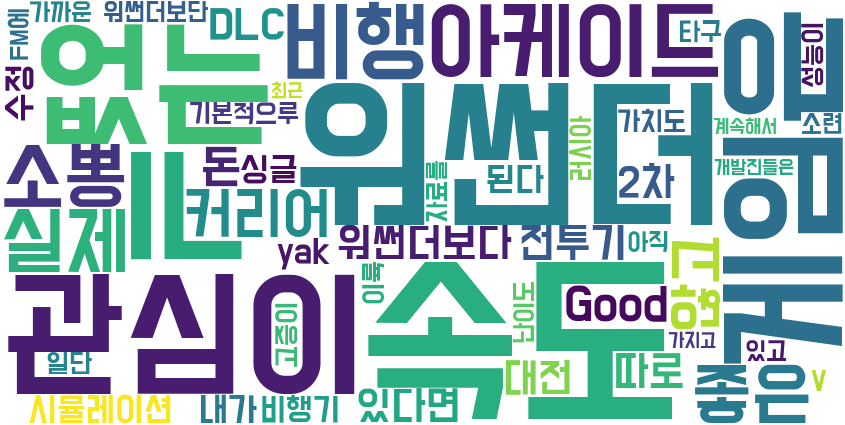 FM에 가까운 워썬더보단 DLC 비행 아케이드 타구 성능이
수정 없는 최근 기본적으루 워썬더 게임은 가치도 계속해서 소련
소뽕 실제 IL 돈 싱글 커리어 자료를 된다 러시아 2차 개발진들은
yak 워썬더보다 전투기 아직
관심이 고증이 이륙 속도 난이도 Good 고향 가지고 있고
일단 대전 따로 좋은 V
시물레이션 내가 비행기 있다면